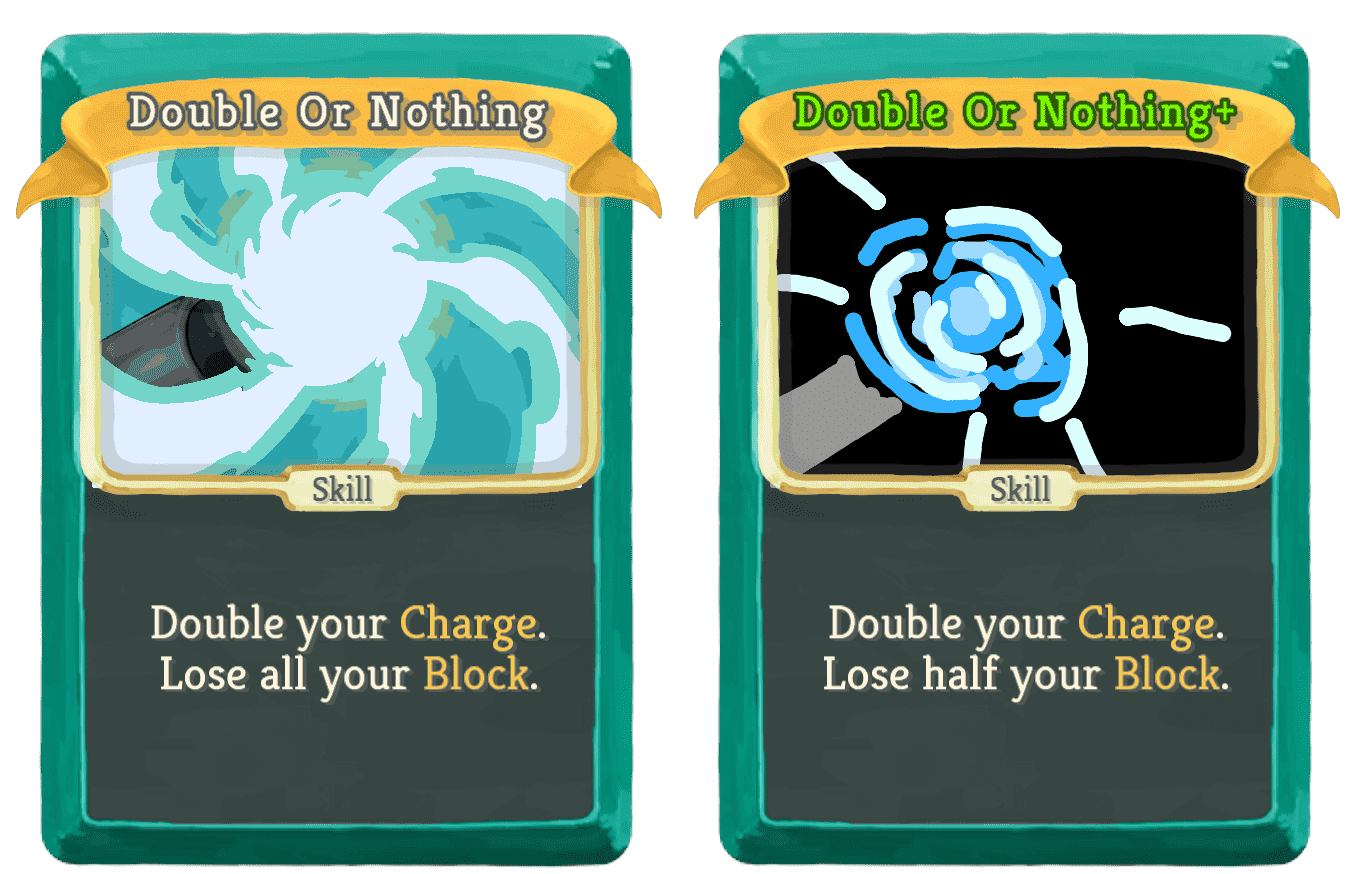 Double Or Nothing
Skill
Double your Charge.
Lose all your Block.
Double Or Nothing+
Skill
Double your Charge.
Lose half your Block.